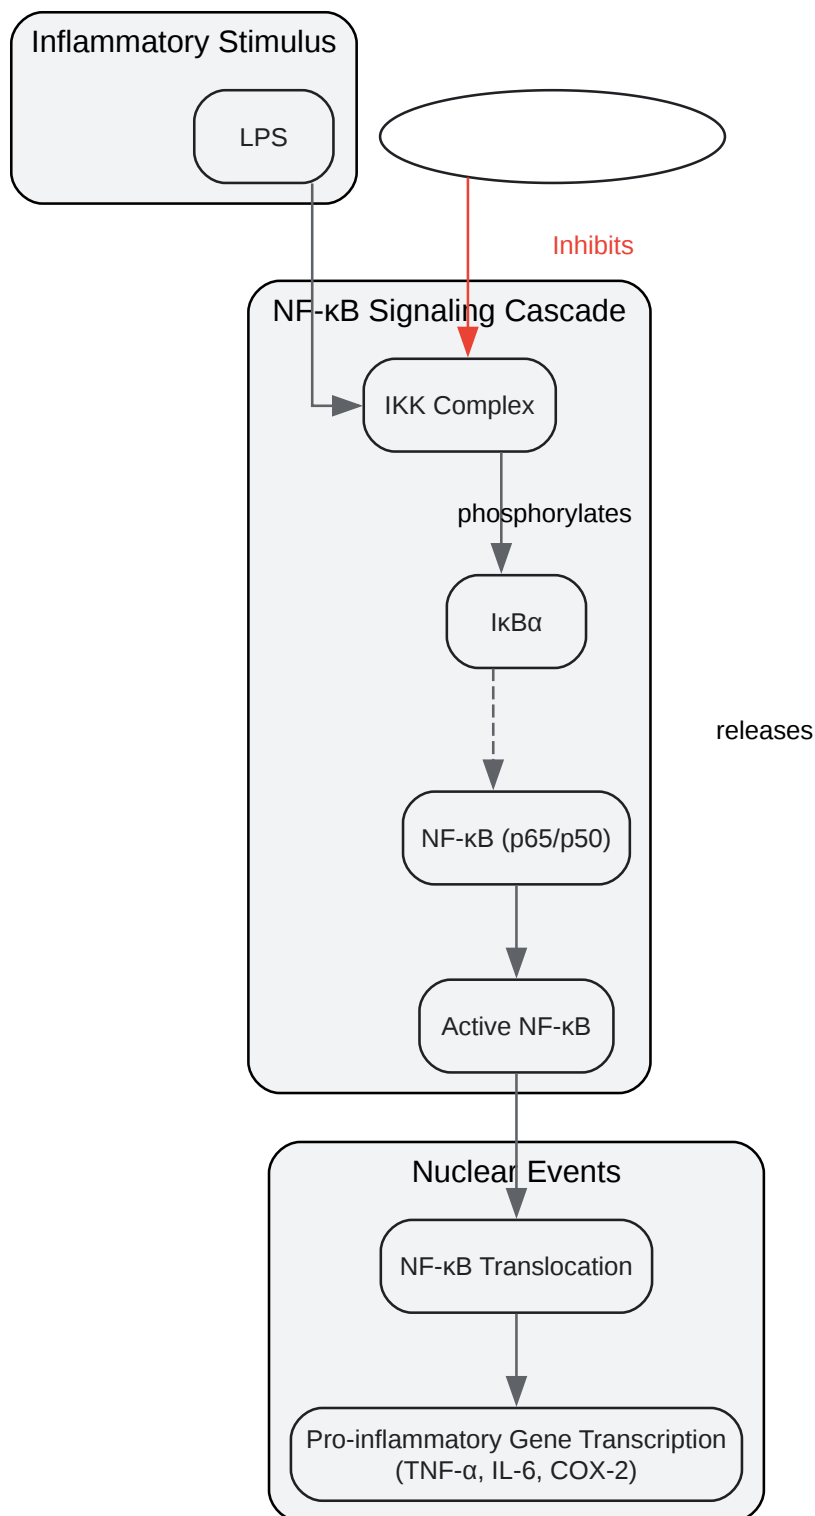 Inflammatory Stimulus
LPS
Inhibits
NF-κB Signaling Cascade
IKK Complex
phosphorylates
IκBα
releases
NF-κB (p65/p50)
Active NF-κB
Nuclear Events
NF-κB Translocation
Pro-inflammatory Gene Transcription
(TNF-α, IL-6, COX-2)